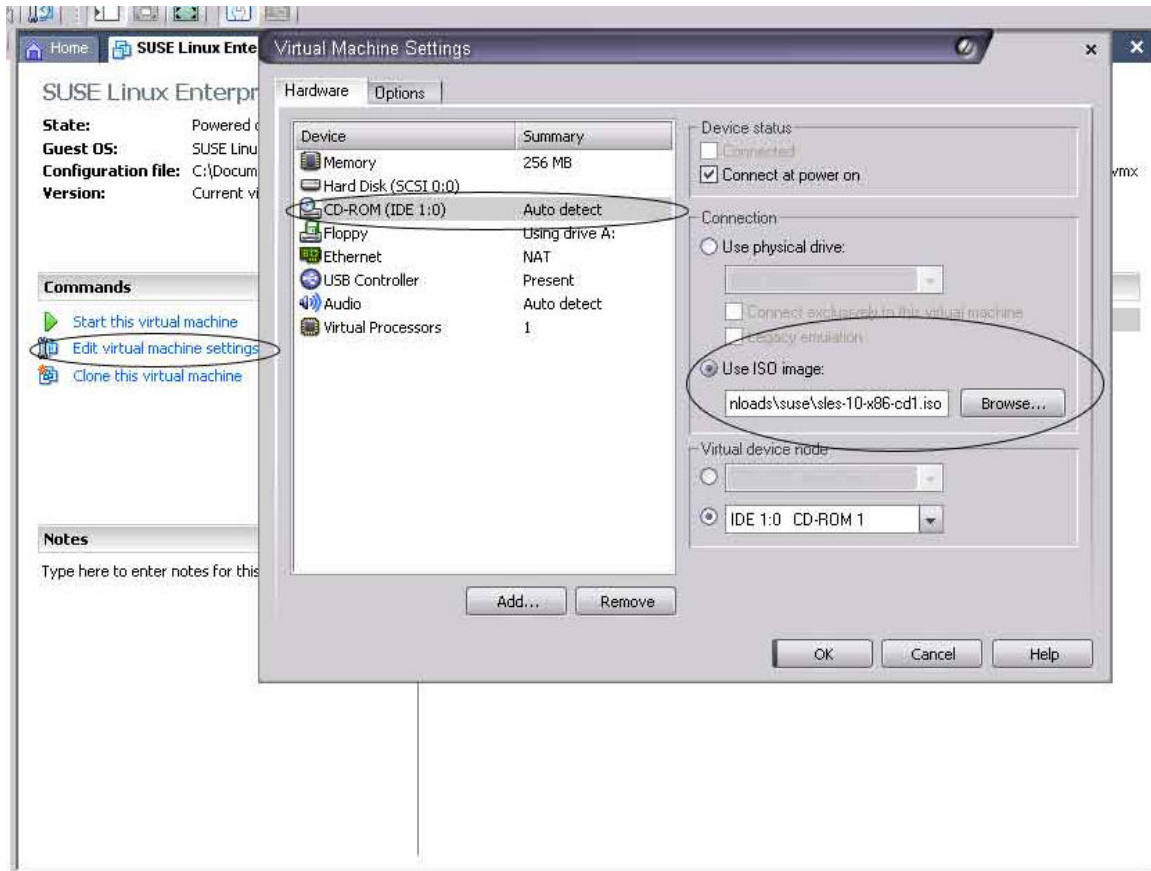 Home
SUSE Linux Ente
SUSE Linux Enterpr
State: Powered
Guest OS: SUSE Linu
Configuration file: C:\Docum
vmx
Version: Current vi
Commands
Start this virtual machine
Edit virtual machine settings
Clone this virtual machine
Notes
Type here to enter notes for this
Virtual Machine Settings
Hardware
Options
Device Summary
Memory 256 MB
Hard Disk (SCSI 0:0)
CD-ROM (IDE 1:0) Auto detect
Floppy Using drive A:
Ethernet NAT
USB Controller Present
Audio Auto detect
Virtual Processors 1
Add...
Remove
Device status
Connected
Connect at power on
Connection
Use physical drive:
Connect exclusively to this virtual machine
Legacy emulation
Use ISO image:
nloads\suse\sles-10-x86-cd1.iso
Browse...
Virtual device node
IDE 1:0 CD-ROM 1
OK
Cancel
Help